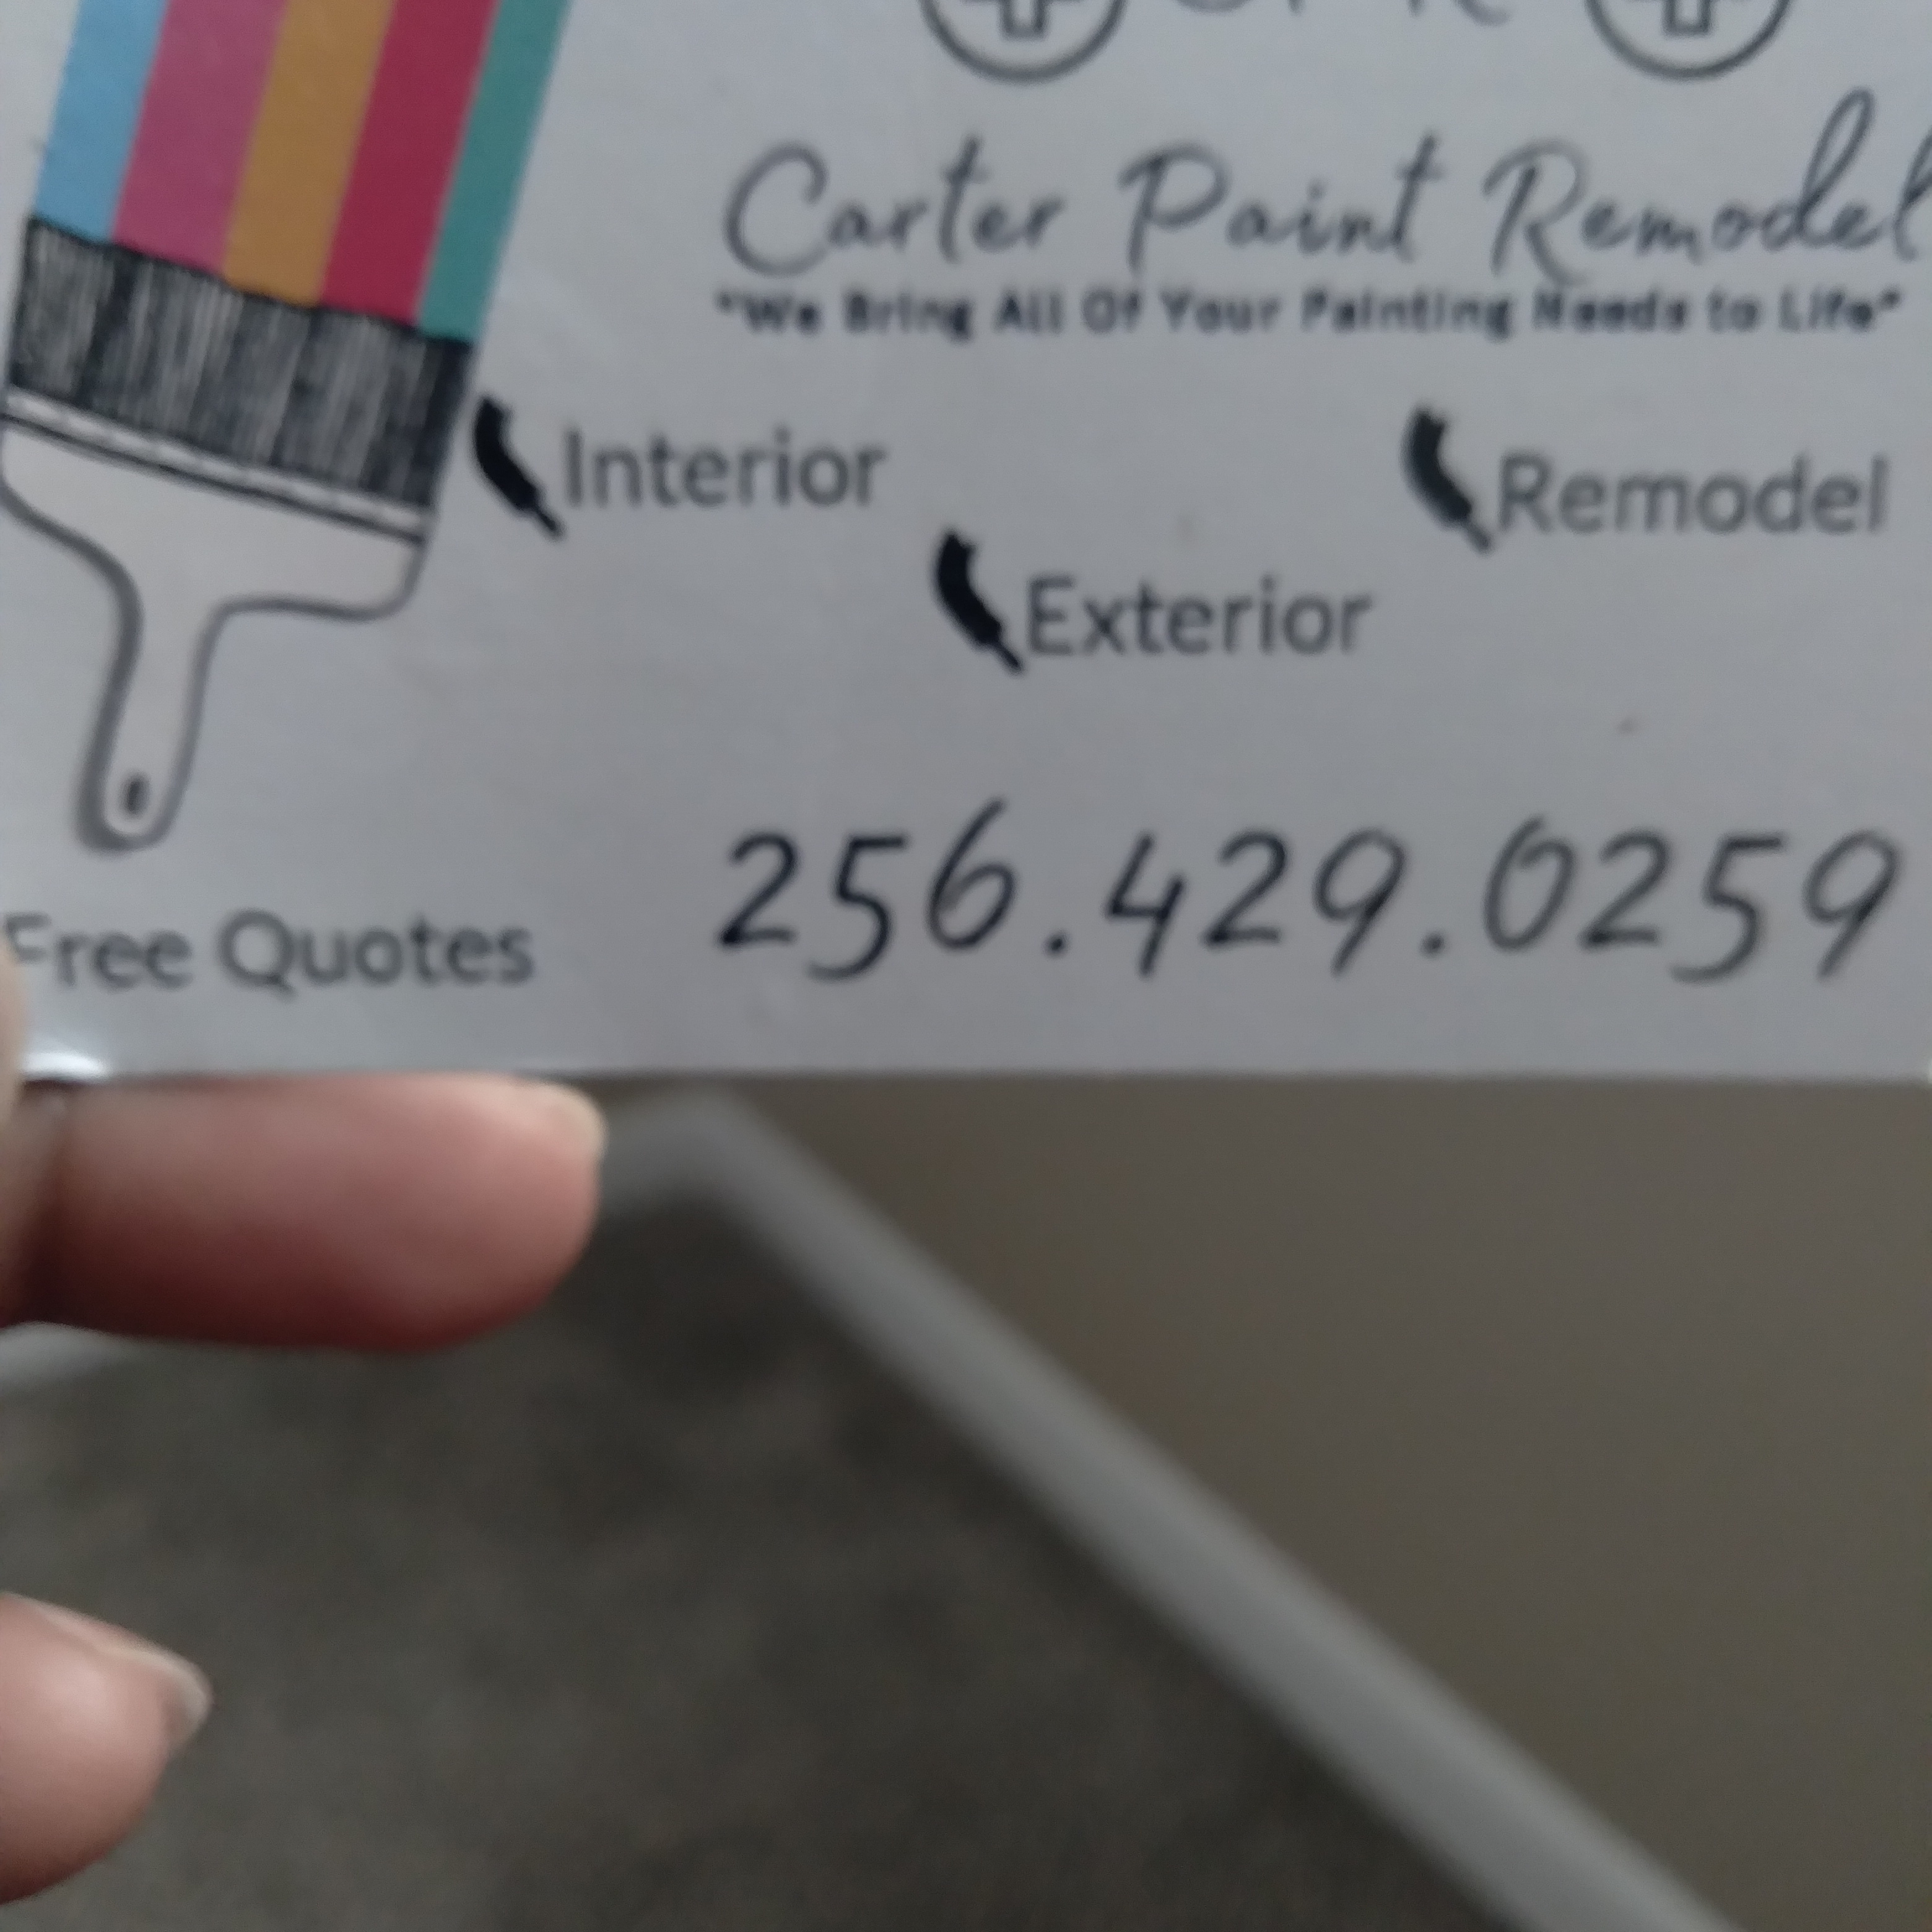 Carter Paint Remodel
"We Bring All Of Your Painting Needs to Life"
Interior
Remodel
Exterior
256.429.0259
Free Quotes